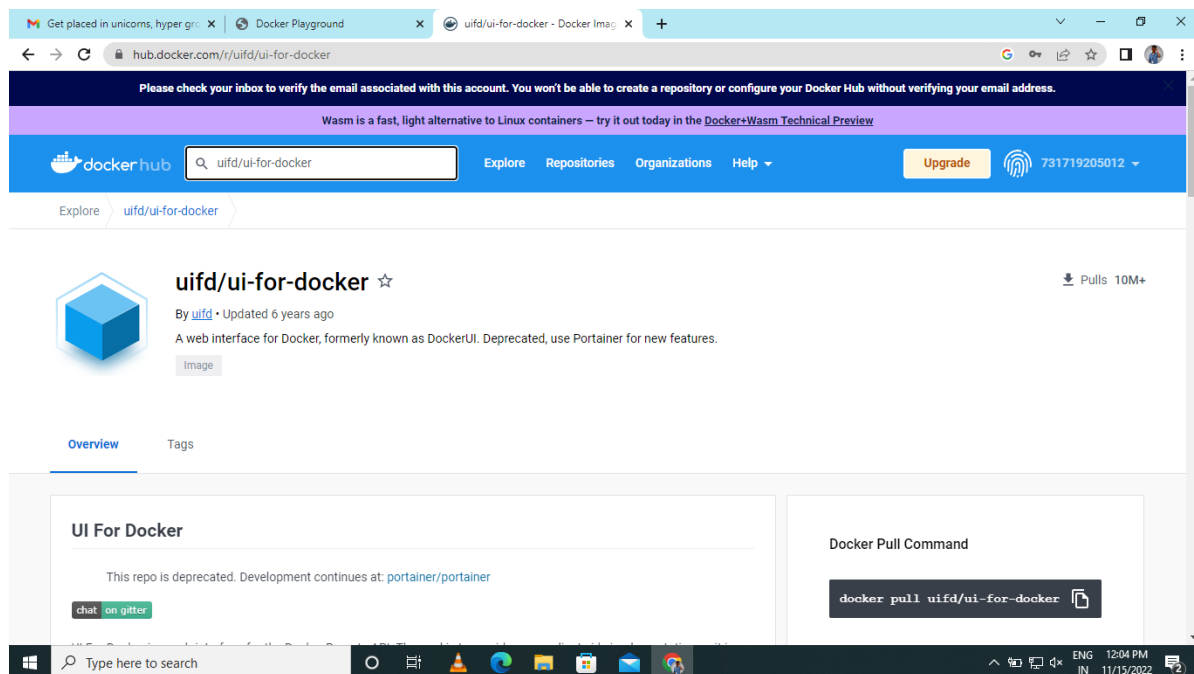 Get placed in unicorns, hyper gro
Docker Playground
uifd/ui-for-docker - Docker Imag
hub.docker.com/r/uifd/ui-for-docker
Please check your inbox to verify the email associated with this account. You won't be able to create a repository or configure your Docker Hub without verifying your email address.
Wasm is a fast, light alternative to Linux containers — try it out today in the Docker+Wasm Technical Preview
dockerhub
uifd/ui-for-docker
Explore
Repositories
Organizations
Help
Upgrade
731719205012
Explore
uifd/ui-for-docker
uifd/ui-for-docker
Pulls 10M+
By uifd • Updated 6 years ago
A web interface for Docker, formerly known as DockerUI. Deprecated, use Portainer for new features.
Image
Overview
Tags
UI For Docker
This repo is deprecated. Development continues at: portainer/portainer
chat on gitter
Docker Pull Command
docker pull uifd/ui-for-docker
Type here to search
ENG
IN
12:04 PM
11/15/2022
2